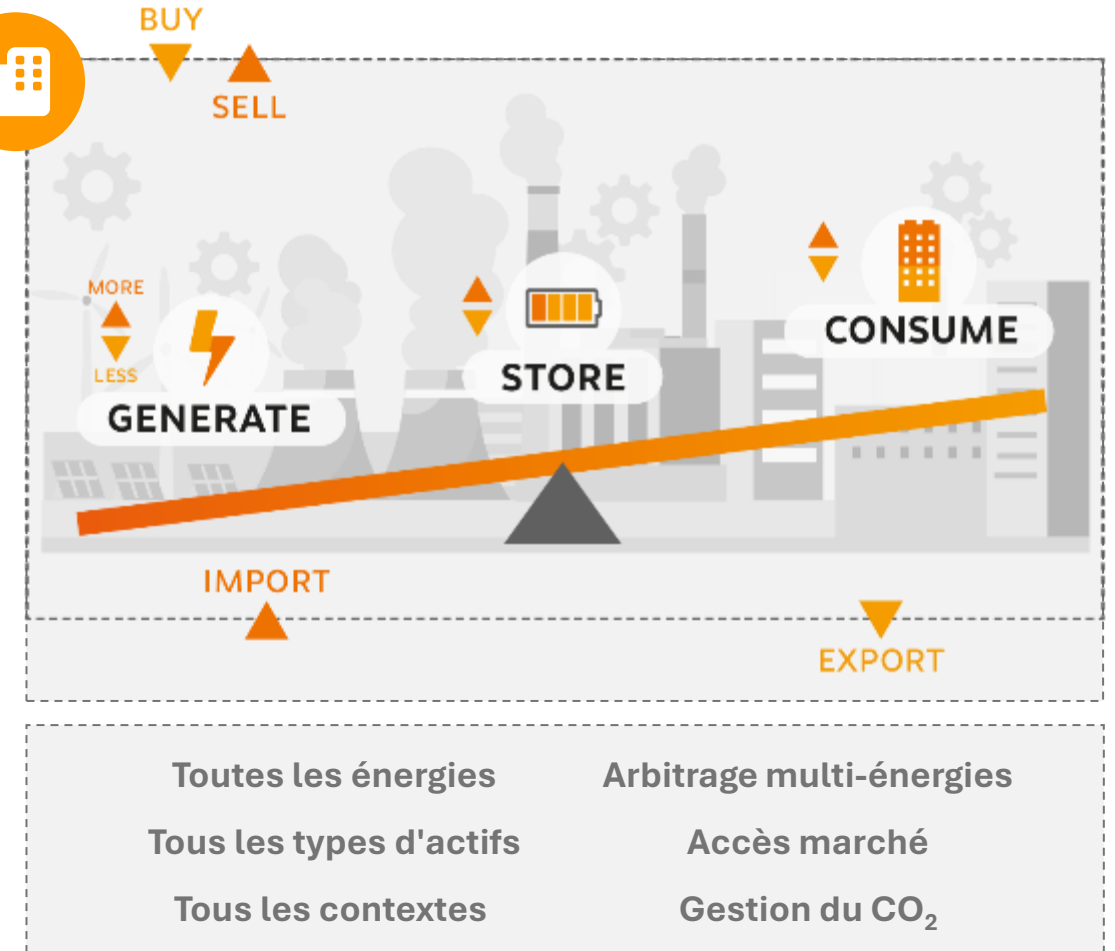 BUY
SELL
MORE
LESS
GENERATE
STORE
CONSUME
IMPORT
EXPORT
Toutes les énergies
Arbitrage multi-énergies
Tous les types d'actifs
Accès marché
Tous les contextes
Gestion du CO₂